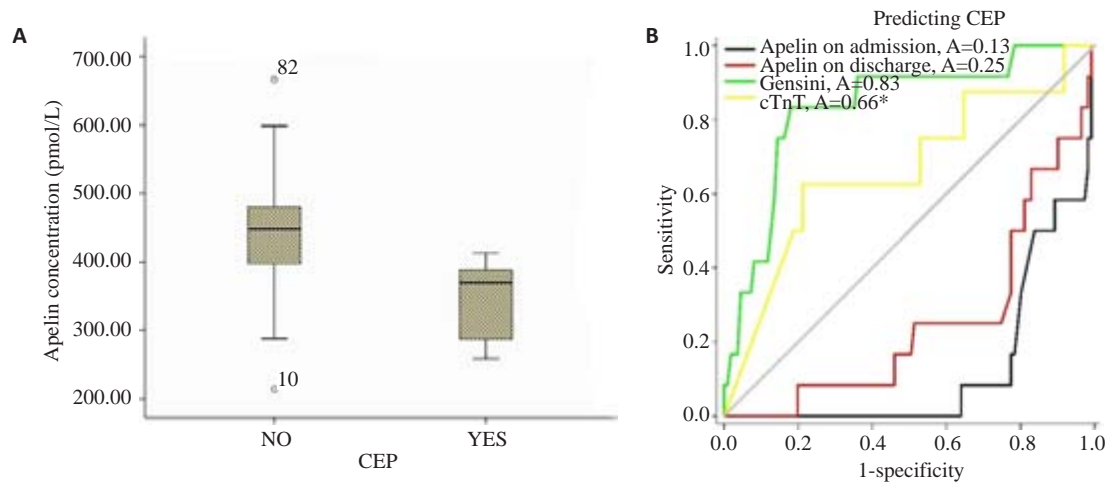 A
Apelin concentration (pmol/L)
700.00
600.00
500.00
400.00
300.00
200.00
82
10
NO
YES
CEP
B
Predicting CEP
Apelin on admission, A=0.13
Apelin on discharge, A=0.25
Gensini, A=0.83
cTnT, A=0.66*
Sensitivity
1.0
0.8
0.6
0.4
0.2
0.0
0.0
0.2
0.4
0.6
0.8
1.0
1-specificity